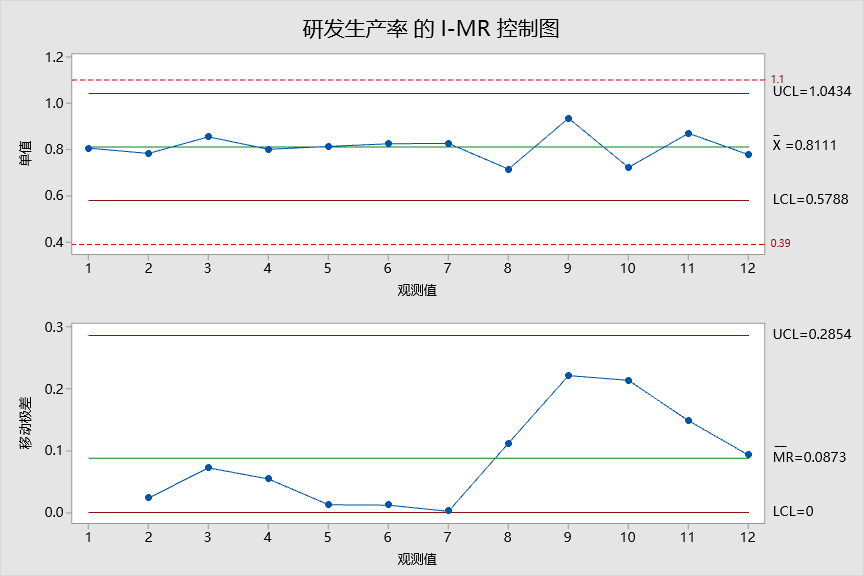 研发生产率 的 I-MR 控制图
1.2
1.0
0.8
0.6
0.4
单值
1.1
UCL=1.0434
X̄ =0.8111
LCL=0.5788
0.39
1 2 3 4 5 6 7 8 9 10 11 12
观测值
0.3
0.2
0.1
0.0
移动极差
UCL=0.2854
M̅R̅=0.0873
LCL=0
1 2 3 4 5 6 7 8 9 10 11 12
观测值